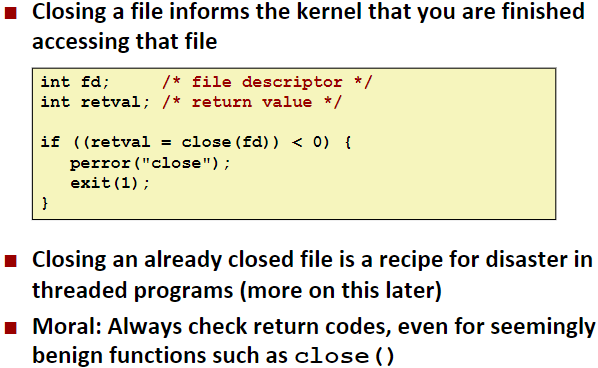 Closing a file informs the kernel that you are finished
accessing that file
int fd;     /* file descriptor */
int retval; /* return value */
if ((retval = close(fd)) < 0) {
   perror("close");
   exit(1);
}
Closing an already closed file is a recipe for disaster in
threaded programs (more on this later)
Moral: Always check return codes, even for seemingly
benign functions such as close()